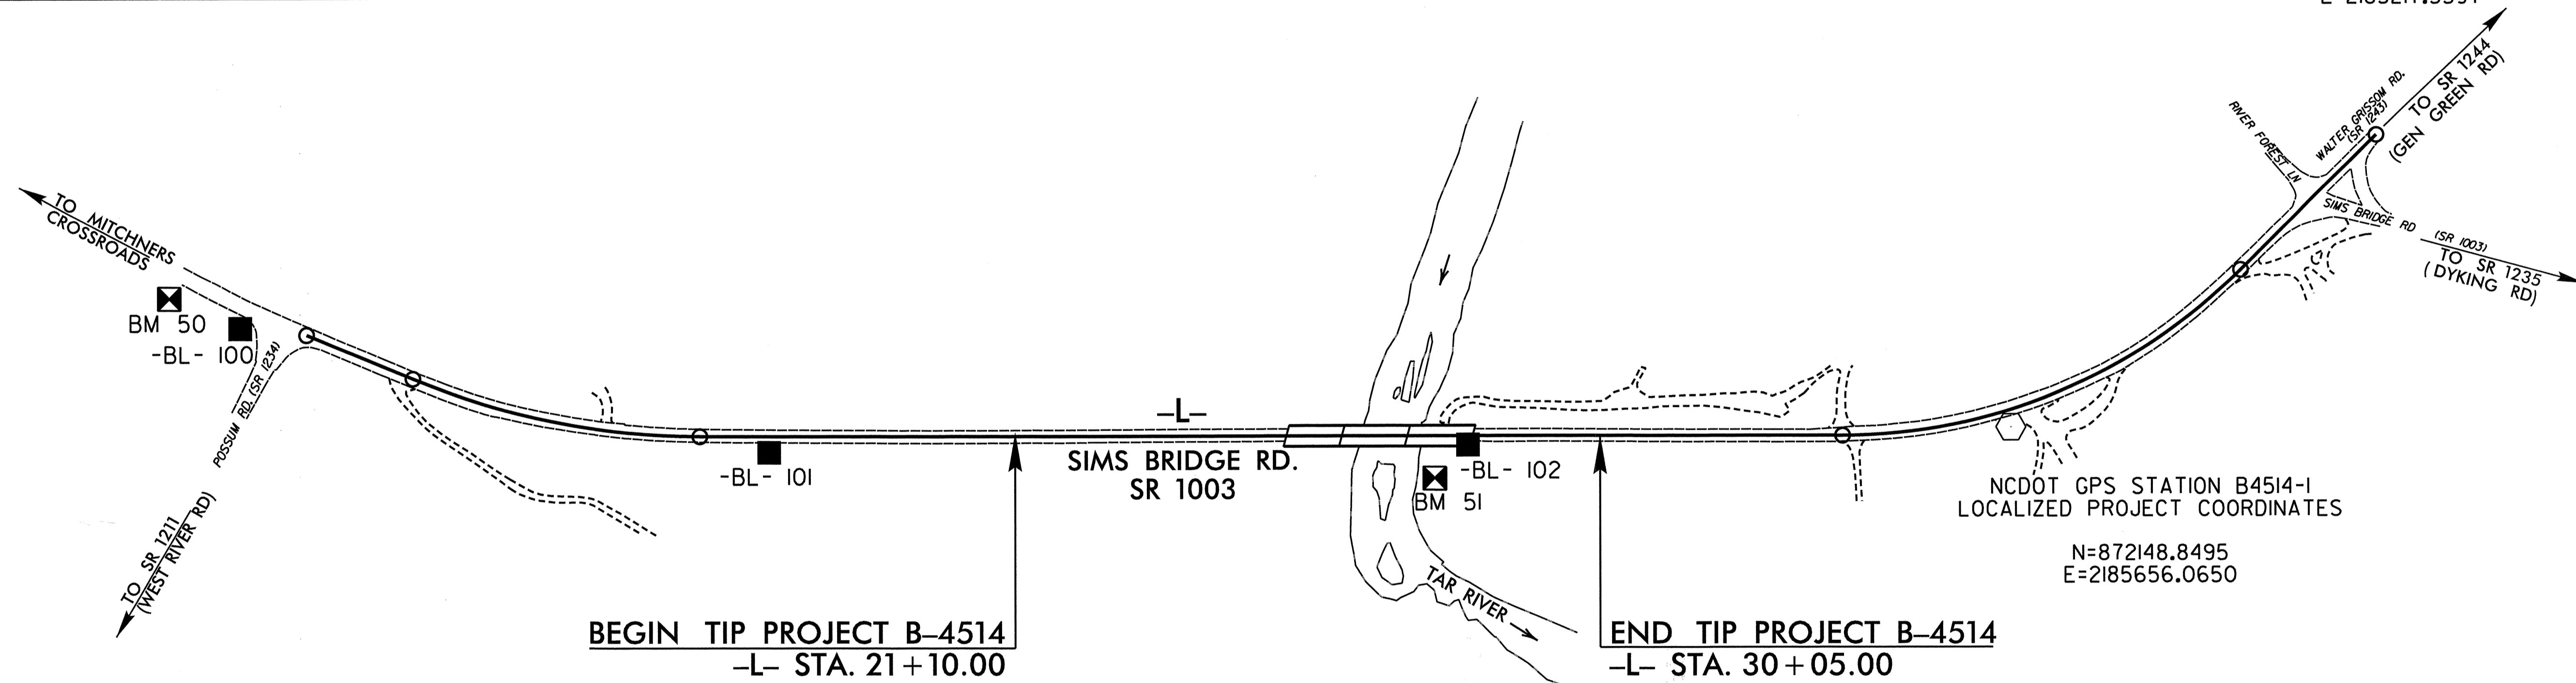 TO MITCHNERS
CROSSROADS
BM 50
-BL- 100
POSSUM RD. (SR 1234)
TO SR 1211
(WEST RIVER RD)
-BL- 101
BEGIN TIP PROJECT B-4514
-L- STA. 21+10.00
-L-
SIMS BRIDGE RD.
SR 1003
-BL- 102
BM 51
TAR RIVER
END TIP PROJECT B-4514
-L- STA. 30+05.00
NCDOT GPS STATION B4514-1
LOCALIZED PROJECT COORDINATES
N=872148.8495
E=2185656.0650
RIVER FOREST LN
WALTER GRISSOM RD.
(SR 1243)
TO SR 1244
(GEN GREEN RD)
SIMS BRIDGE RD (SR 1003)
TO SR 1235
(DYKING RD)